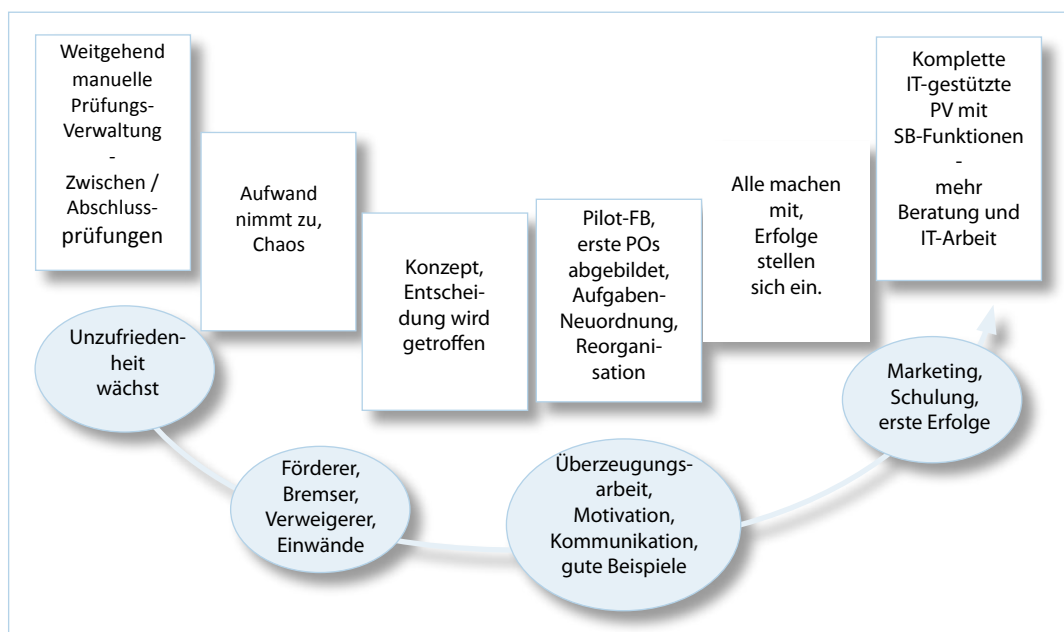 Weitgehend
manuelle
Prüfungs-
Verwaltung
-
Zwischen /
Abschluss-
prüfungen
Aufwand
nimmt zu,
Chaos
Konzept,
Entschei-
dung wird
getroffen
Pilot-FB,
erste POs
abgebildet,
Aufgaben-
Neuordnung,
Reorgani-
sation
Alle machen
mit,
Erfolge
stellen
sich ein.
Komplette
IT-gestützte
PV mit
SB-Funktionen
-
mehr
Beratung und
IT-Arbeit
Unzufrieden-
heit
wächst
Förderer,
Bremser,
Verweigerer,
Einwände
Überzeugungs-
arbeit,
Motivation,
Kommunikation,
gute Beispiele
Marketing,
Schulung,
erste Erfolge